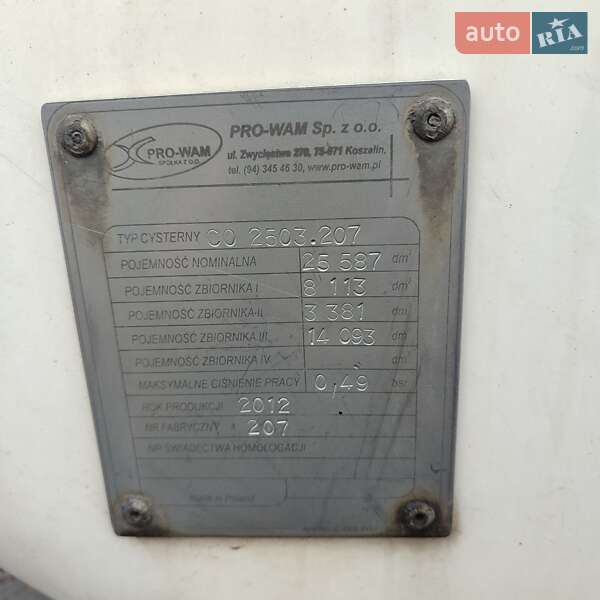 auto RIA.com
PRO-WAM
SPÓŁKA Z O.O.
PRO-WAM Sp. z o.o.
ul. Zwycięstwa 270, 75-671 Koszalin,
tel. (94) 345 46 30, www.pro-wam.pl
TYP CYSTERNY CO 2503.207
POJEMNOŚĆ NOMINALNA 25 587 dm³
POJEMNOŚĆ ZBIORNIKA I 8 113 dm³
POJEMNOŚĆ ZBIORNIKA II 3 381 dm³
POJEMNOŚĆ ZBIORNIKA III 14 093 dm³
POJEMNOŚĆ ZBIORNIKA IV dm³
MAKSYMALNE CIŚNIENIE PRACY 0,49 bar
ROK PRODUKCJI 2012
NR FABRYCZNY 207
NR ŚWIADECTWA HOMOLOGACJI
Made in Poland